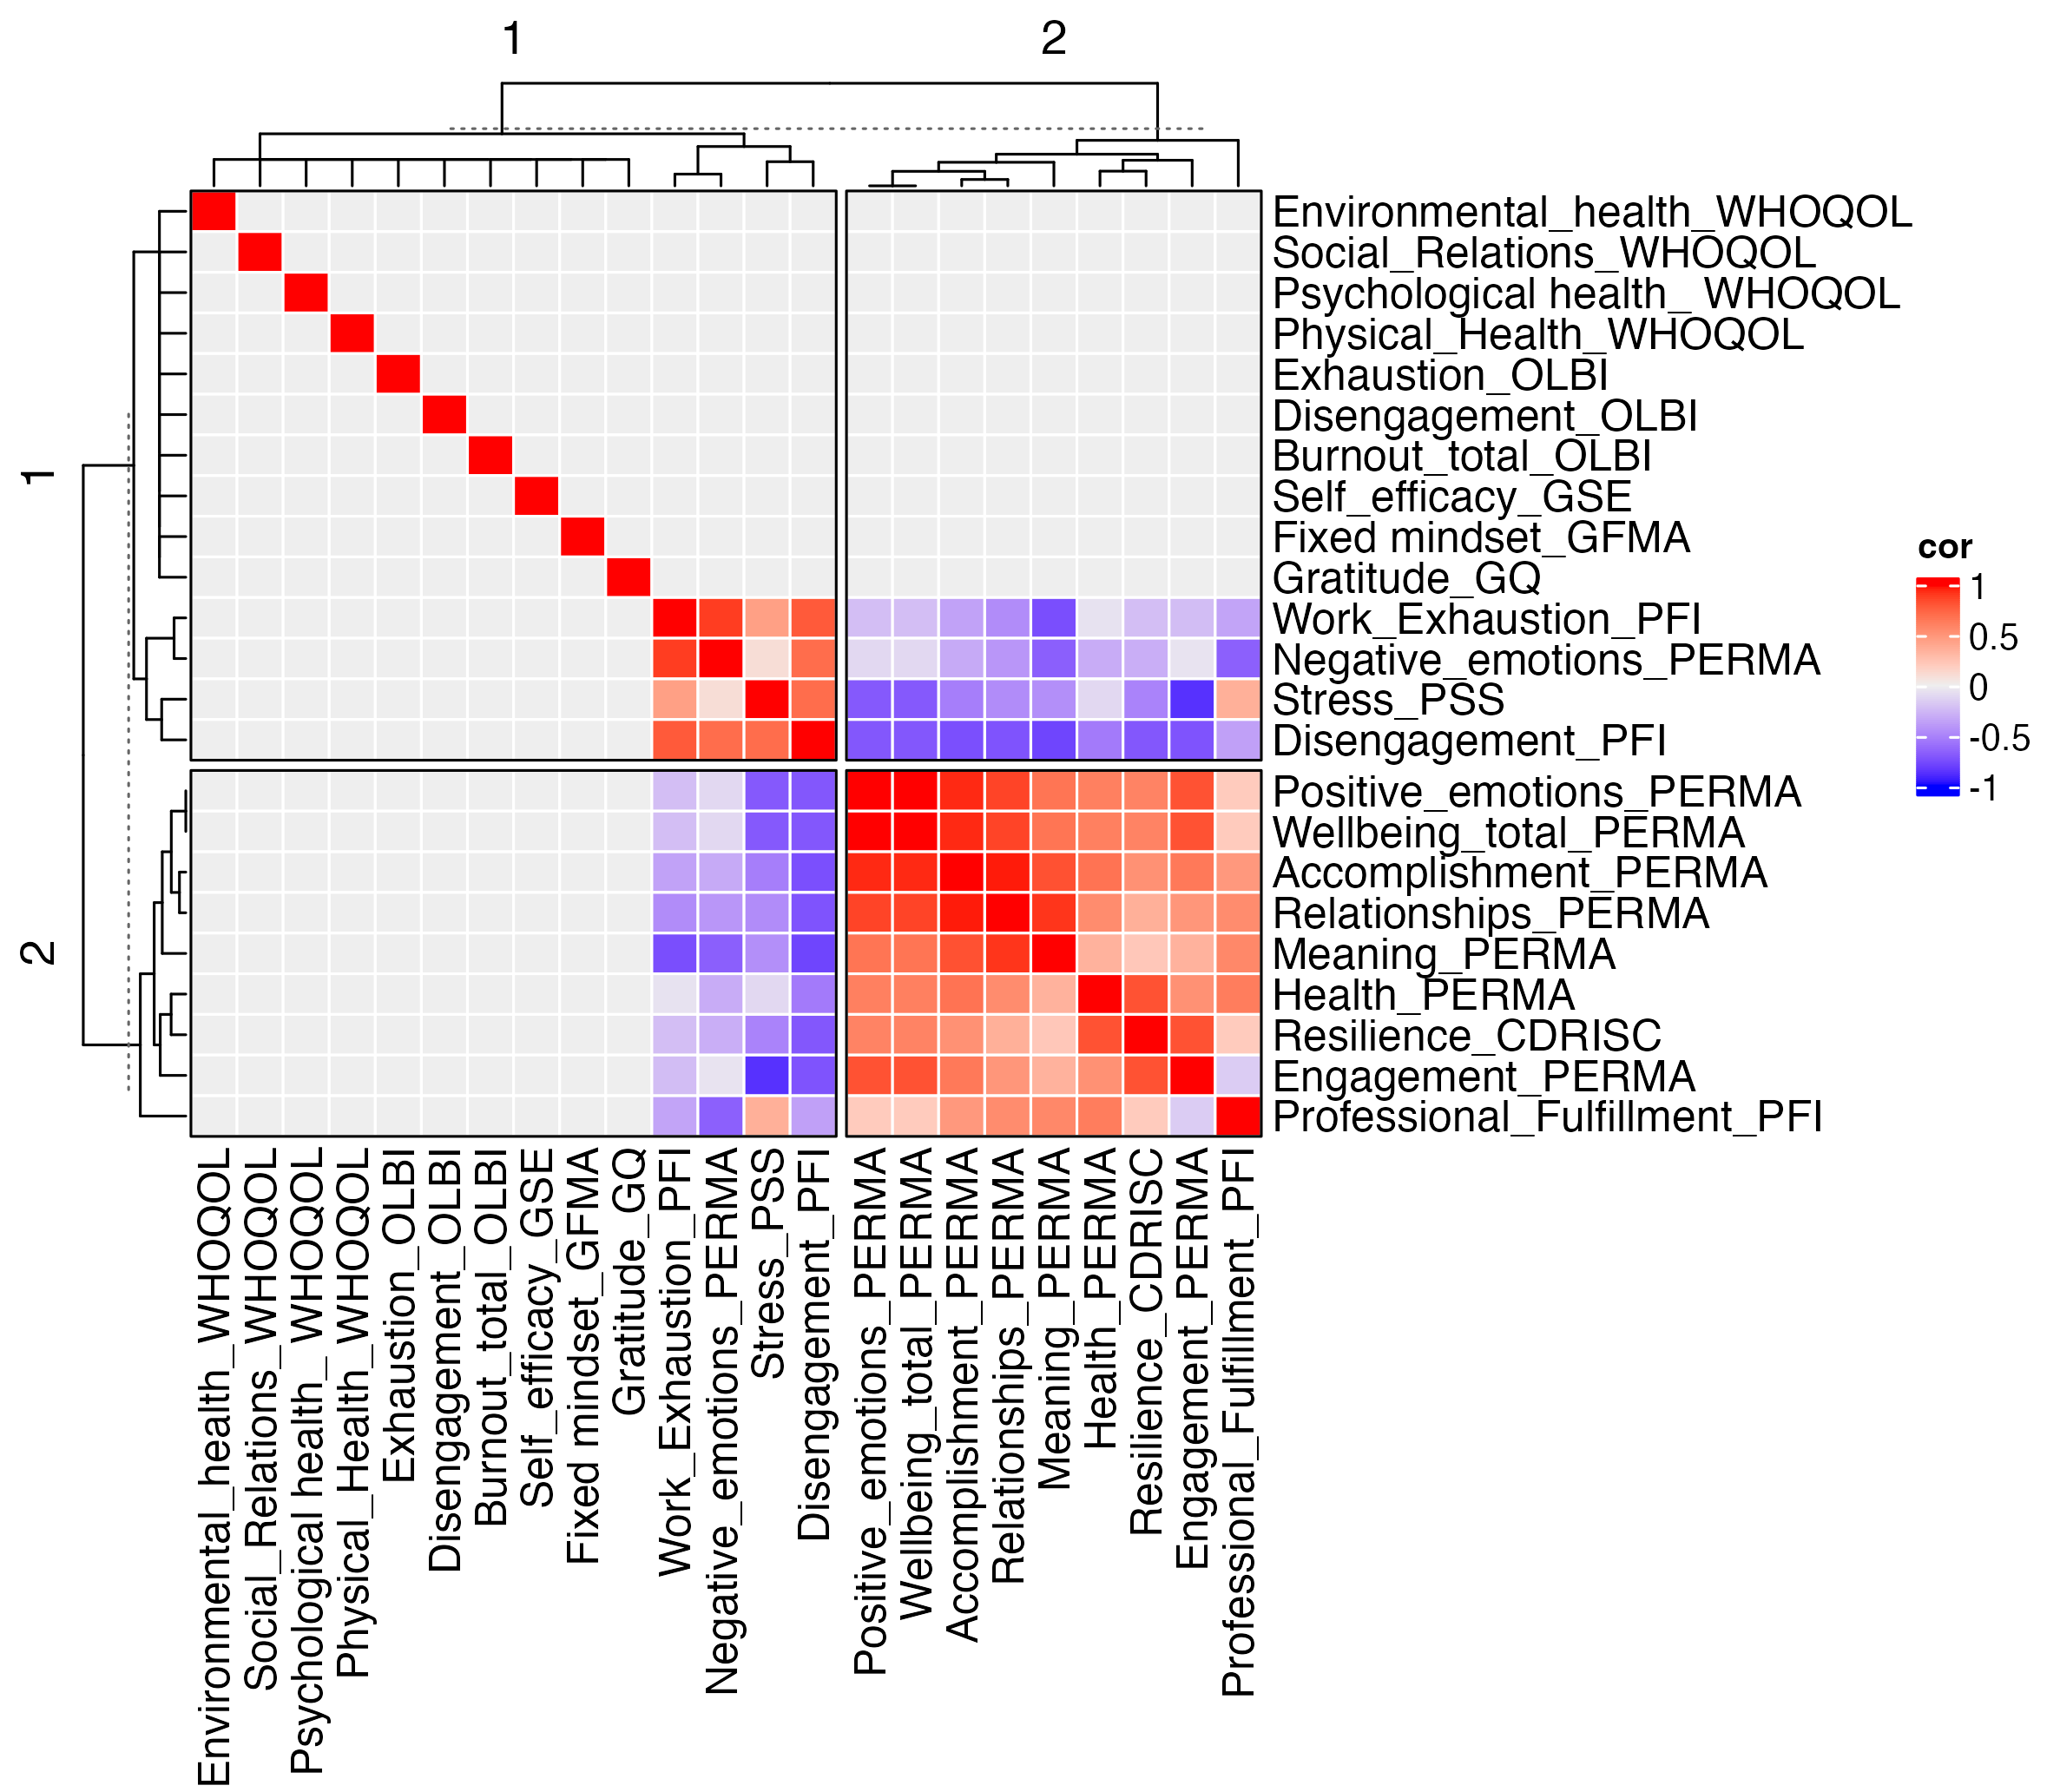 1
2
1
2
Environmental_health_WHOQOL
Social_Relations_WHOQOL
Psychological health_ WHOQOL
Physical_Health_WHOQOL
Exhaustion_OLBI
Disengagement_OLBI
Burnout_total_OLBI
Self_efficacy_GSE
Fixed mindset_GFMA
Gratitude_GQ
Work_Exhaustion_PFI
Negative_emotions_PERMA
Stress_PSS
Disengagement_PFI
Positive_emotions_PERMA
Wellbeing_total_PERMA
Accomplishment_PERMA
Relationships_PERMA
Meaning_PERMA
Health_PERMA
Resilience_CDRISC
Engagement_PERMA
Professional_Fulfillment_PFI
cor
1
0.5
0
-0.5
-1
Environmental_health_WHOQOL
Social_Relations_WHOQOL
Psychological health_ WHOQOL
Physical_Health_WHOQOL
Exhaustion_OLBI
Disengagement_OLBI
Burnout_total_OLBI
Self_efficacy_GSE
Fixed mindset_GFMA
Gratitude_GQ
Work_Exhaustion_PFI
Negative_emotions_PERMA
Stress_PSS
Disengagement_PFI
Positive_emotions_PERMA
Wellbeing_total_PERMA
Accomplishment_PERMA
Relationships_PERMA
Meaning_PERMA
Health_PERMA
Resilience_CDRISC
Engagement_PERMA
Professional_Fulfillment_PFI